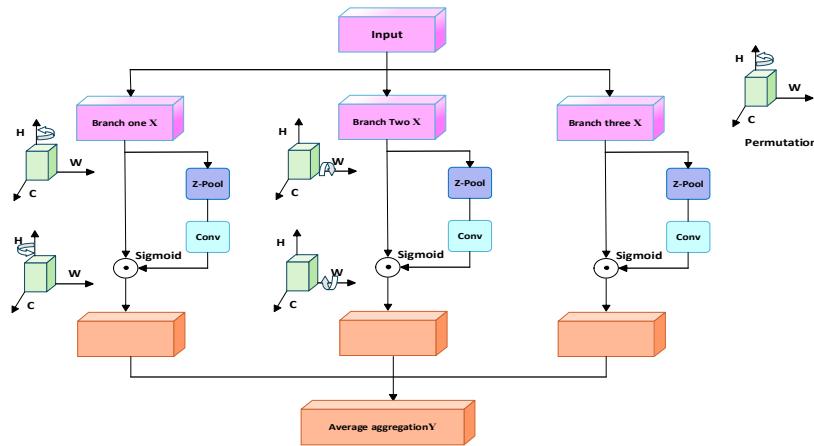 Input
H
W
C
Permutation
Branch one X
Branch Two X
Branch three X
H
W
C
H
W
C
Z-Pool
Z-Pool
Z-Pool
Conv
Conv
Conv
H
W
C
Sigmoid
H
W
C
Sigmoid
Sigmoid
Average aggregationY